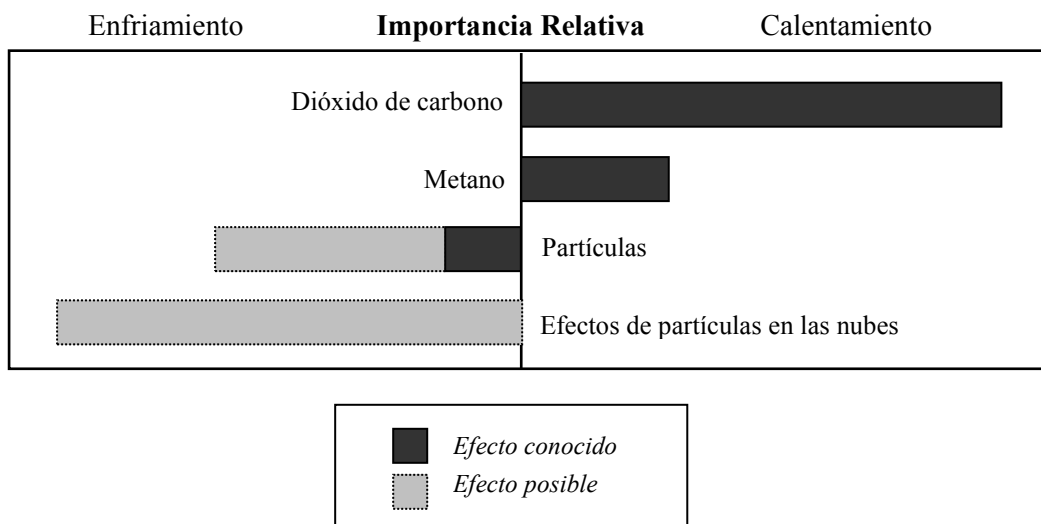 Enfriamiento Importancia Relativa Calentamiento
Dióxido de carbono
Metano
Partículas
Efectos de partículas en las nubes
Efecto conocido
Efecto posible